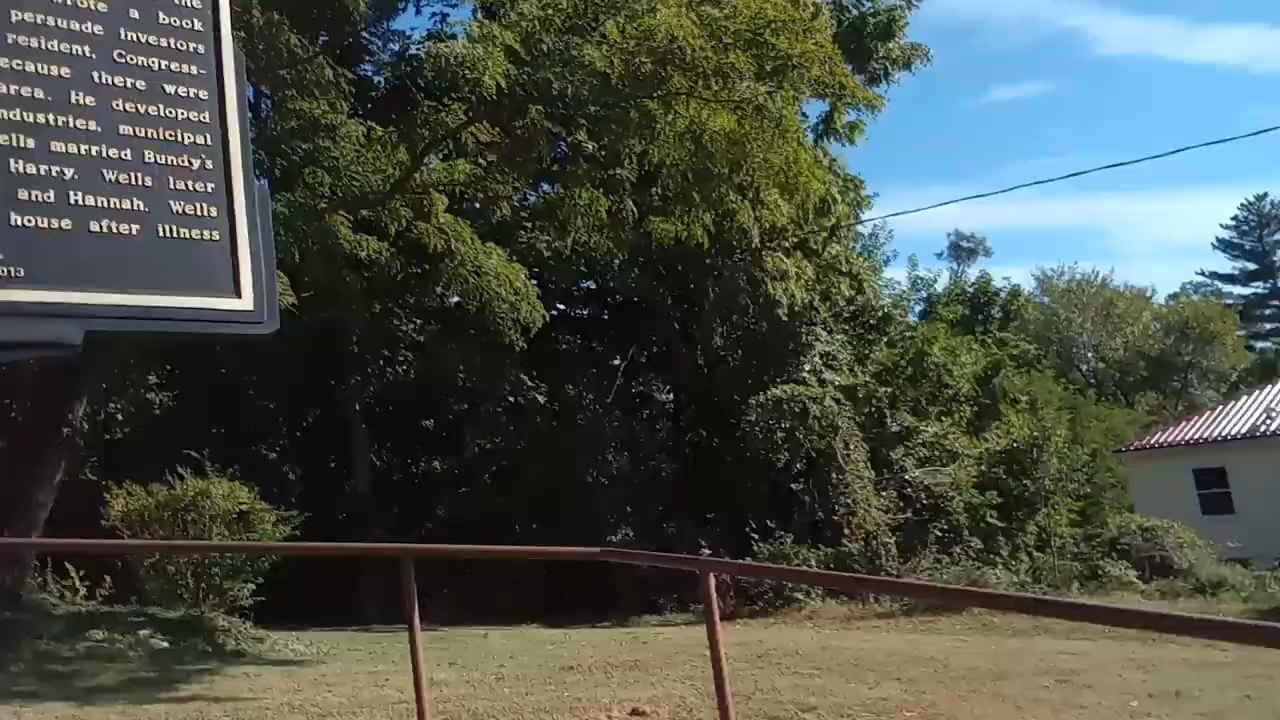 the
wrote a book
persuade investors
resident, Congress-
ecause there were
area. He developed
ndustries, municipal
ells married Bundy's
Harry. Wells later
and Hannah. Wells
house after illness
013